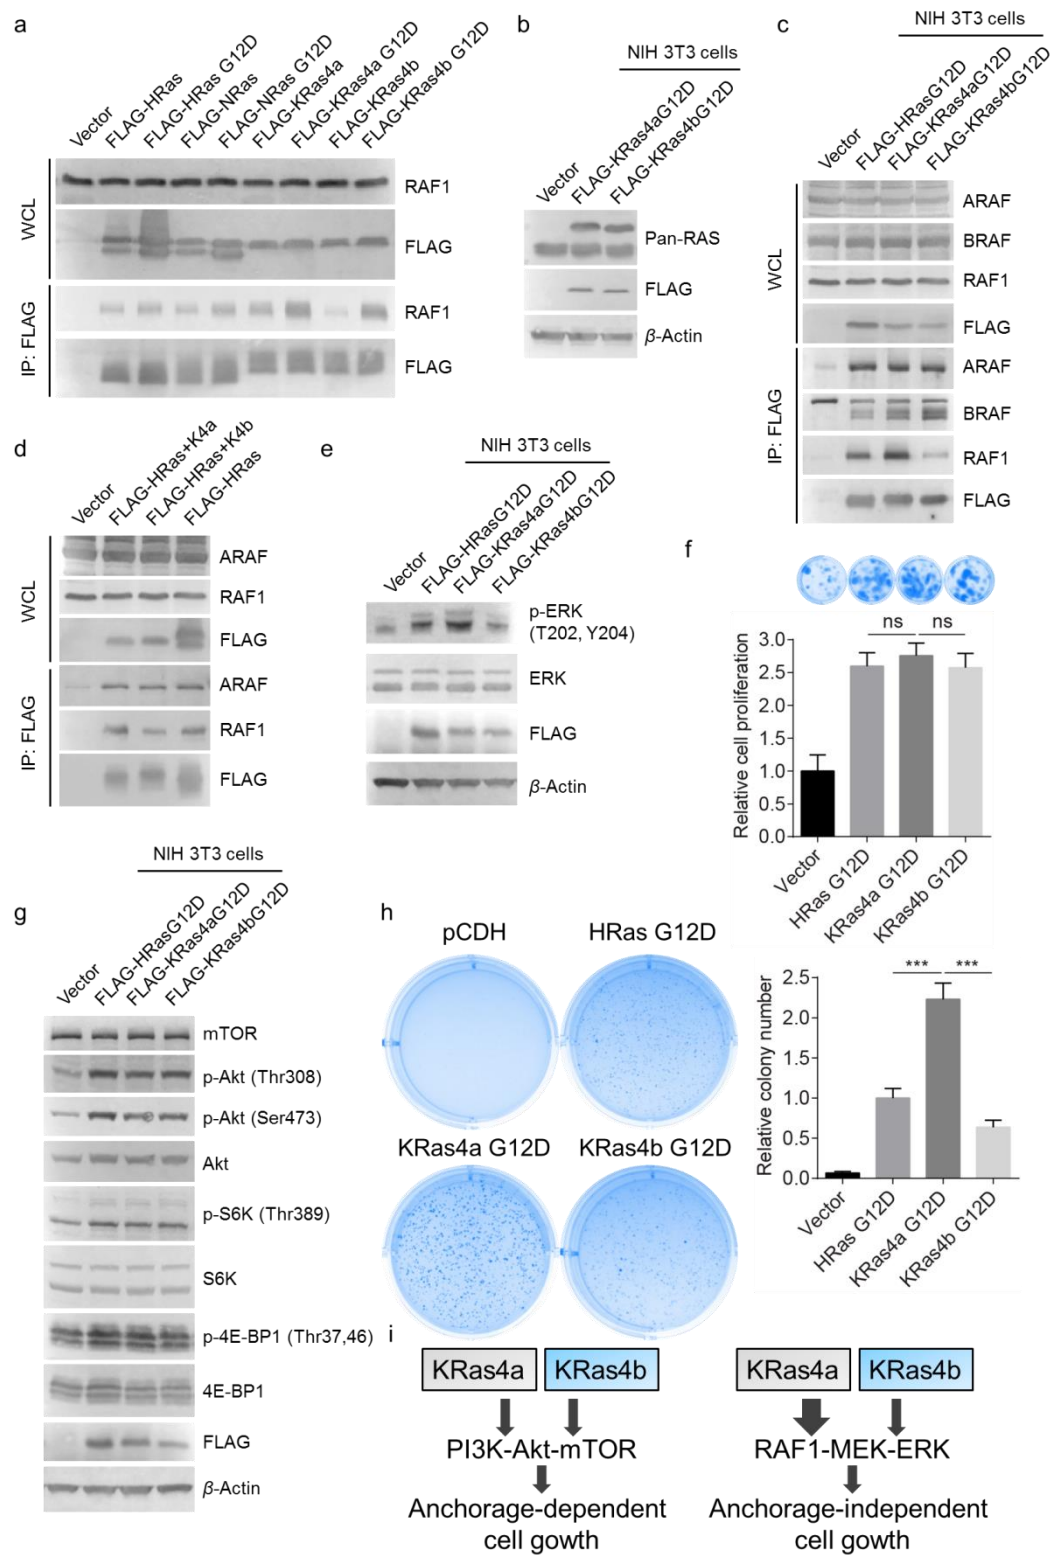 a
Vector
FLAG-HRas
FLAG-HRas G12D
FLAG-NRas
FLAG-NRas G12D
FLAG-KRas4a
FLAG-KRas4a G12D
FLAG-KRas4b
FLAG-KRas4b G12D
WCL
RAF1
FLAG
IP: FLAG
RAF1
FLAG
b
NIH 3T3 cells
Vector
FLAG-KRas4aG12D
FLAG-KRas4bG12D
Pan-RAS
FLAG
β-Actin
c
NIH 3T3 cells
Vector
FLAG-HRasG12D
FLAG-KRas4aG12D
FLAG-KRas4bG12D
WCL
ARAF
BRAF
RAF1
FLAG
IP: FLAG
ARAF
BRAF
RAF1
FLAG
d
Vector
FLAG-HRas+K4a
FLAG-HRas+K4b
FLAG-HRas
WCL
ARAF
RAF1
FLAG
IP: FLAG
ARAF
RAF1
FLAG
e
NIH 3T3 cells
Vector
FLAG-HRasG12D
FLAG-KRas4aG12D
FLAG-KRas4bG12D
p-ERK
(T202, Y204)
ERK
FLAG
β-Actin
f
ns
ns
Relative cell proliferation
3.0
2.5
2.0
1.5
1.0
0.5
0.0
Vector
HRas G12D
KRas4a G12D
KRas4b G12D
g
NIH 3T3 cells
Vector
FLAG-HRasG12D
FLAG-KRas4aG12D
FLAG-KRas4bG12D
mTOR
p-Akt (Thr308)
p-Akt (Ser473)
Akt
p-S6K (Thr389)
S6K
p-4E-BP1 (Thr37,46)
4E-BP1
FLAG
β-Actin
h
pCDH
HRas G12D
KRas4a G12D
KRas4b G12D
***
***
Relative colony number
2.5
2.0
1.5
1.0
0.5
0.0
Vector
HRas G12D
KRas4a G12D
KRas4b G12D
i
KRas4a
KRas4b
PI3K-Akt-mTOR
Anchorage-dependent
cell gowth
KRas4a
KRas4b
RAF1-MEK-ERK
Anchorage-independent
cell gowth